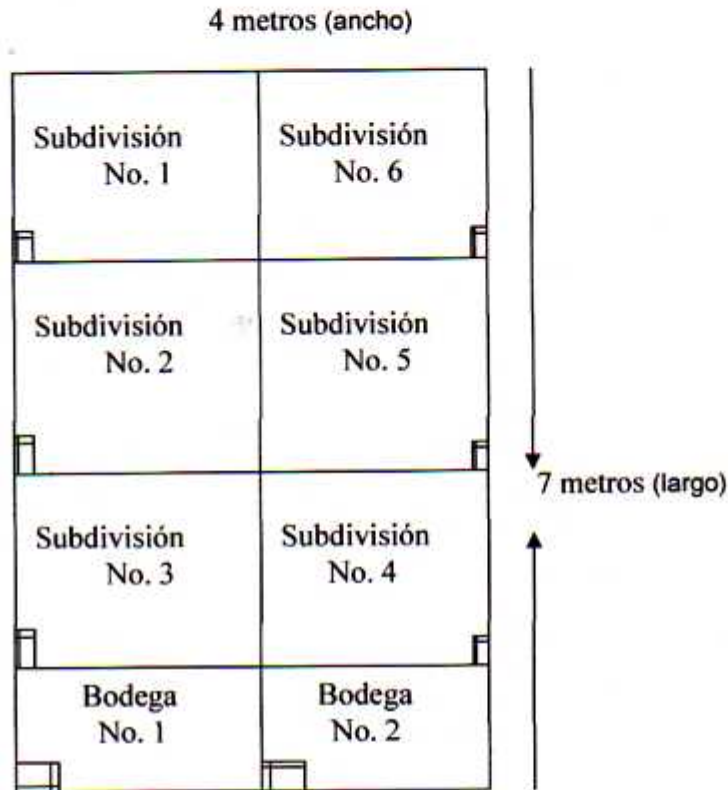 4 metros (ancho)
Subdivisión
No. 1
Subdivisión
No. 6
Subdivisión
No. 2
Subdivisión
No. 5
7 metros (largo)
Subdivisión
No. 3
Subdivisión
No. 4
Bodega
No. 1
Bodega
No. 2